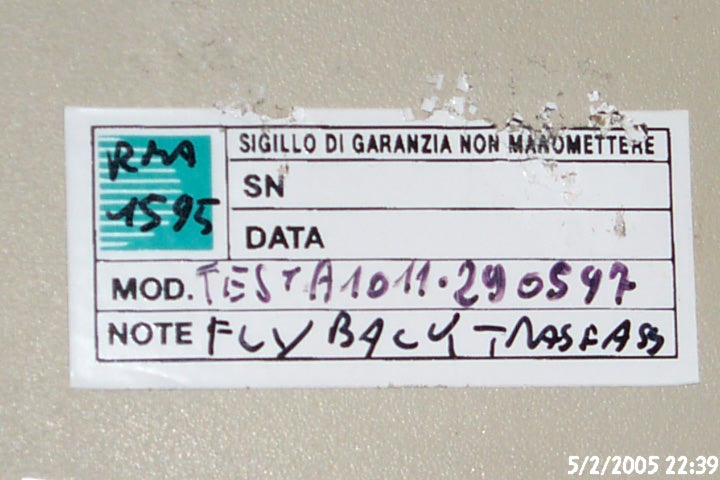 RMA
1595
SIGILLO DI GARANZIA NON MANOMETTERE
SN
DATA
MOD. TESTA1011-290597
NOTE FLYBACK
5/2/2005 22:39